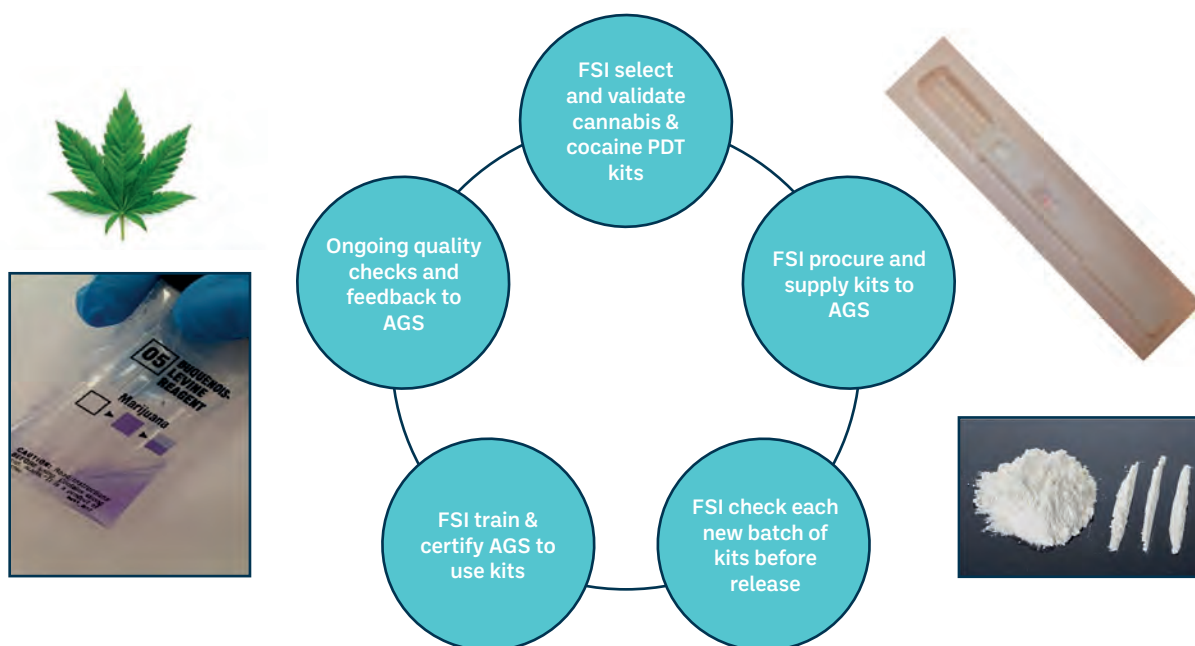 FSI select
and validate
cannabis &
cocaine PDT
kits
Ongoing quality
checks and
feedback to
AGS
FSI procure and
supply kits to
AGS
05
DUQUENOIS-
LEVINE
REAGENT
Marijuana
FSI train &
certify AGS to
use kits
FSI check each
new batch of
kits before
release
CAUTION: